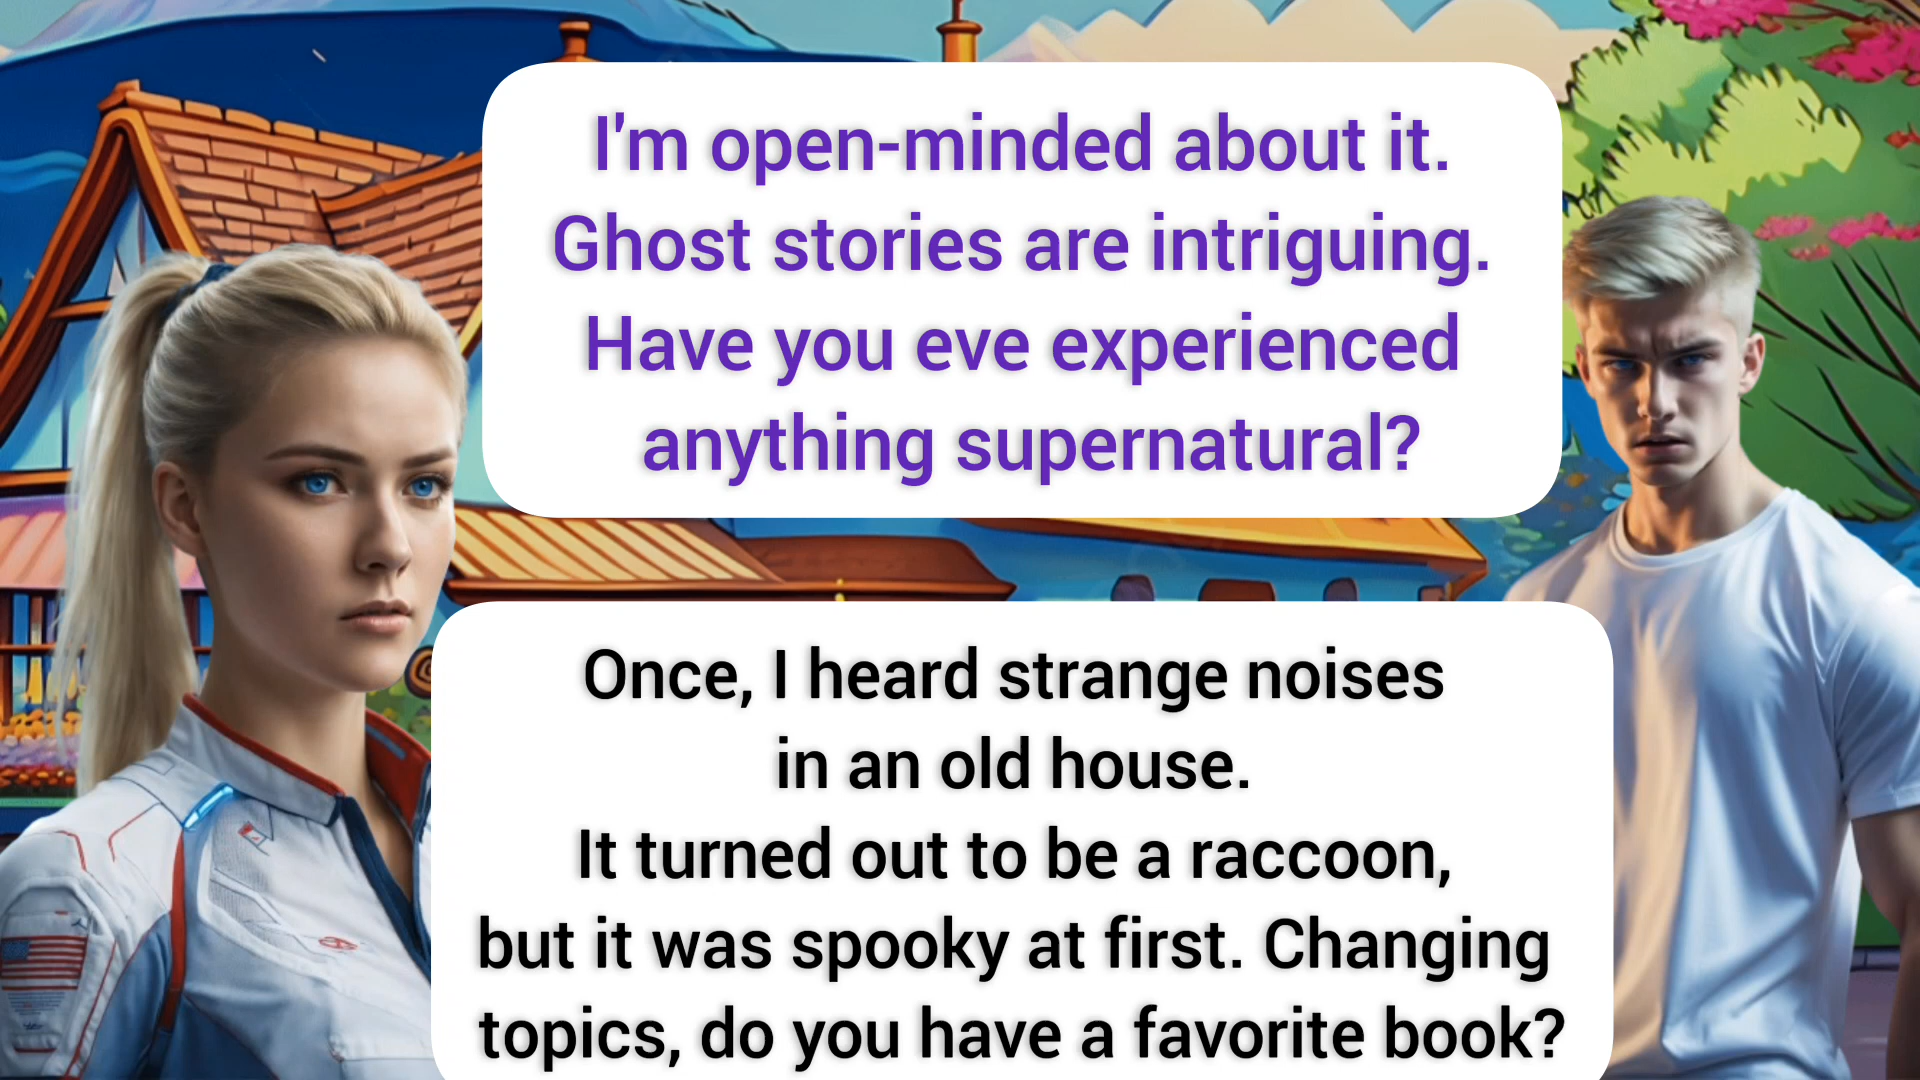 I'm open-minded about it.
Ghost stories are intriguing.
Have you eve experienced
anything supernatural?
Once, I heard strange noises
in an old house.
It turned out to be a raccoon,
but it was spooky at first. Changing
topics, do you have a favorite book?